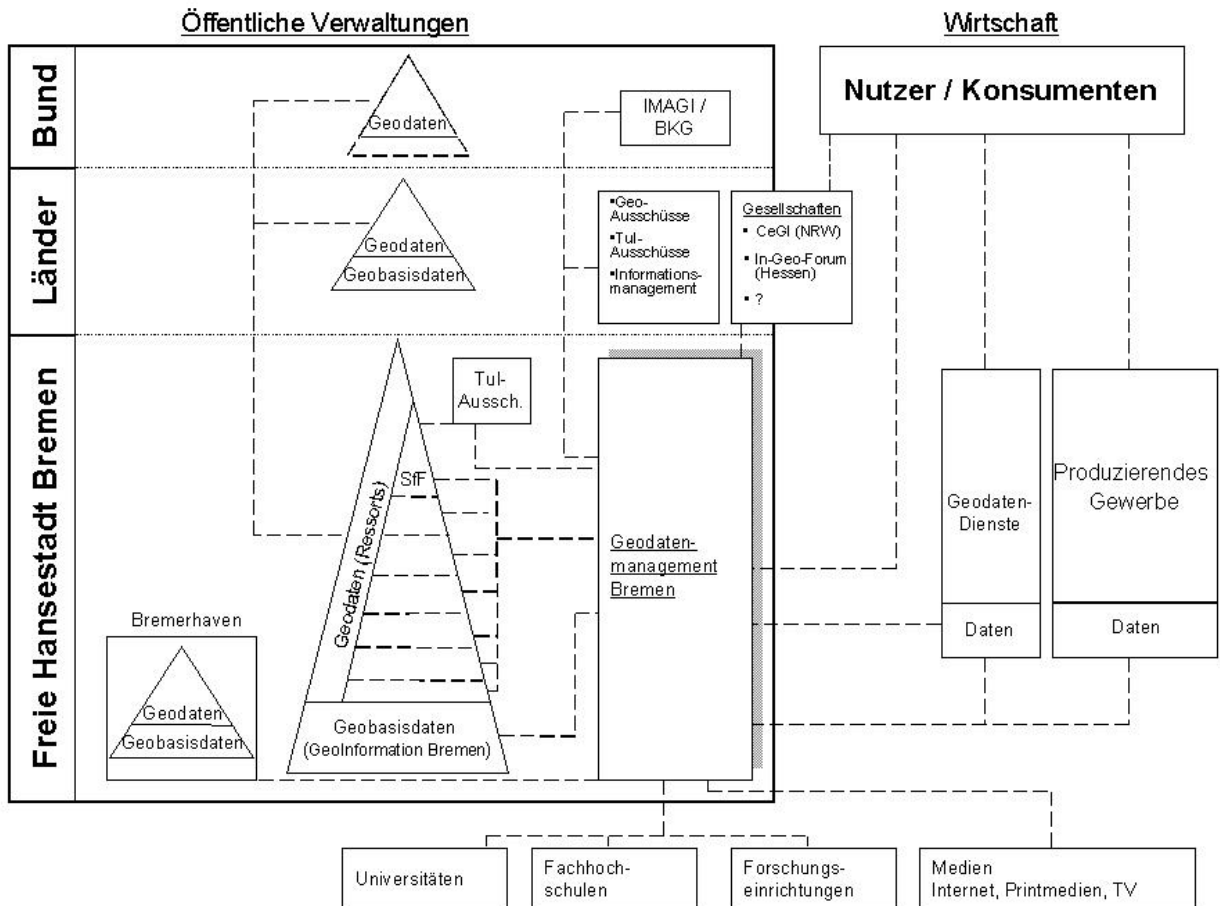 Öffentliche Verwaltungen
Wirtschaft
Bund
Geodaten
IMAGI /
BKG
Nutzer / Konsumenten
Länder
Geodaten
Geobasisdaten
▪Geo-
Ausschüsse
▪TuI-
Ausschüsse
▪Informations-
management
Gesellschaften
▪ CeGI (NRW)
▪ In-Geo-Forum
(Hessen)
▪ ?
Freie Hansestadt Bremen
TuI-
Aussch.
SfF
Geodaten (Ressorts)
Geobasisdaten
(GeoInformation Bremen)
Bremerhaven
Geodaten
Geobasisdaten
Geodaten-
management
Bremen
Geodaten-
Dienste
Daten
Produzierendes
Gewerbe
Daten
Universitäten
Fachhoch-
schulen
Forschungs-
einrichtungen
Medien
Internet, Printmedien, TV